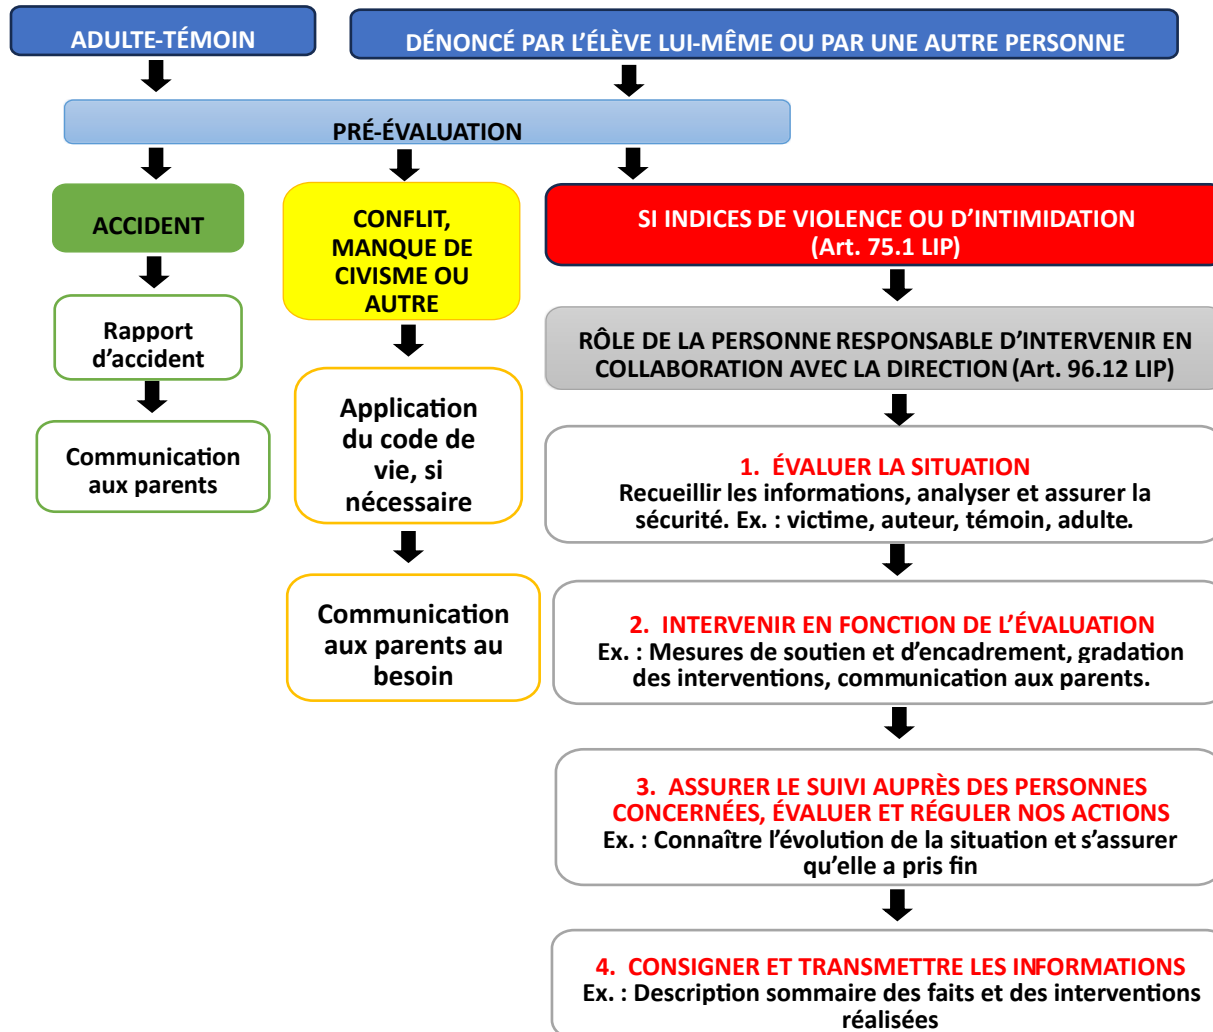 ADULTE-TÉMOIN
DÉNONCÉ PAR L'ÉLÈVE LUI-MÊME OU PAR UNE AUTRE PERSONNE
PRÉ-ÉVALUATION
ACCIDENT
Rapport
d'accident
Communication
aux parents
CONFLIT,
MANQUE DE
CIVISME OU
AUTRE
Application
du code de
vie, si
nécessaire
Communication
aux parents au
besoin
SI INDICES DE VIOLENCE OU D'INTIMIDATION
(Art. 75.1 LIP)
RÔLE DE LA PERSONNE RESPONSABLE D'INTERVENIR EN
COLLABORATION AVEC LA DIRECTION (Art. 96.12 LIP)
1. ÉVALUER LA SITUATION
Recueillir les informations, analyser et assurer la
sécurité. Ex. : victime, auteur, témoin, adulte.
2. INTERVENIR EN FONCTION DE L'ÉVALUATION
Ex. : Mesures de soutien et d'encadrement, gradation
des interventions, communication aux parents.
3. ASSURER LE SUIVI AUPRÈS DES PERSONNES
CONCERNÉES, ÉVALUER ET RÉGULER NOS ACTIONS
Ex. : Connaître l'évolution de la situation et s'assurer
qu'elle a pris fin
4. CONSIGNER ET TRANSMETTRE LES INFORMATIONS
Ex. : Description sommaire des faits et des interventions
réalisées